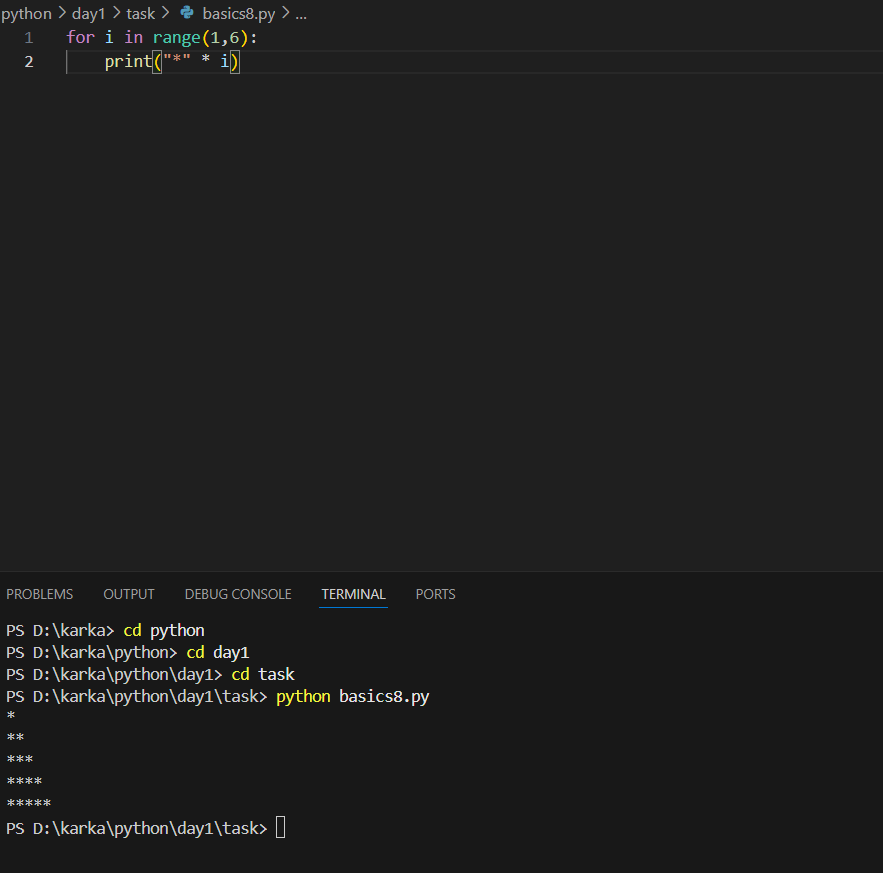 python > day1 > task > basics8.py > ...
1 for i in range(1,6):
2     print("*" * i)
PROBLEMS OUTPUT DEBUG CONSOLE TERMINAL PORTS
PS D:\karka> cd python
PS D:\karka\python> cd day1
PS D:\karka\python\day1> cd task
PS D:\karka\python\day1\task> python basics8.py
*
**
***
****
*****
PS D:\karka\python\day1\task>